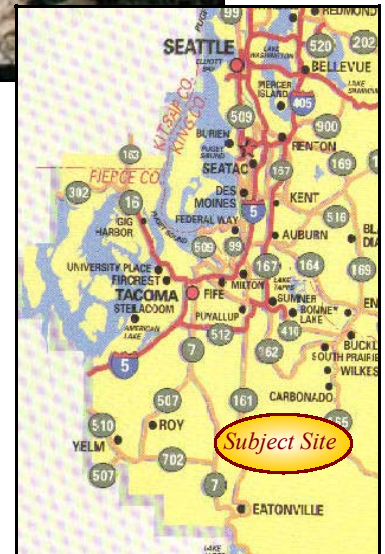 99
REDMOND
SEATTLE
LAKE WASHINGTON
520
202
ELLIOTT BAY
BELLEVUE
MERCER ISLAND
405
509
900
BURIEN
RENTON
PUGET SOUND
SEATAC
KITSAP CO.
KING CO.
163
167
169
PIERCE CO.
DES MOINES
KENT
302
16
5
FEDERAL WAY
516
GIG HARBOR
PUGET SOUND
509
99
AUBURN
UNIVERSITY PLACE
FIRCREST
167
LAKE TAPPS
164
169
MILTON
TACOMA
FIFE
SUMNER
STEILACOOM
PUYALLUP
BONNEY LAKE
AMERICAN LAKE
512
410
7
162
5
SOUTH PRAIRIE
WILKES
507
161
CARBONADO
165
510
ROY
Subject Site
YELM
702
507
7
EATONVILLE
LAKE